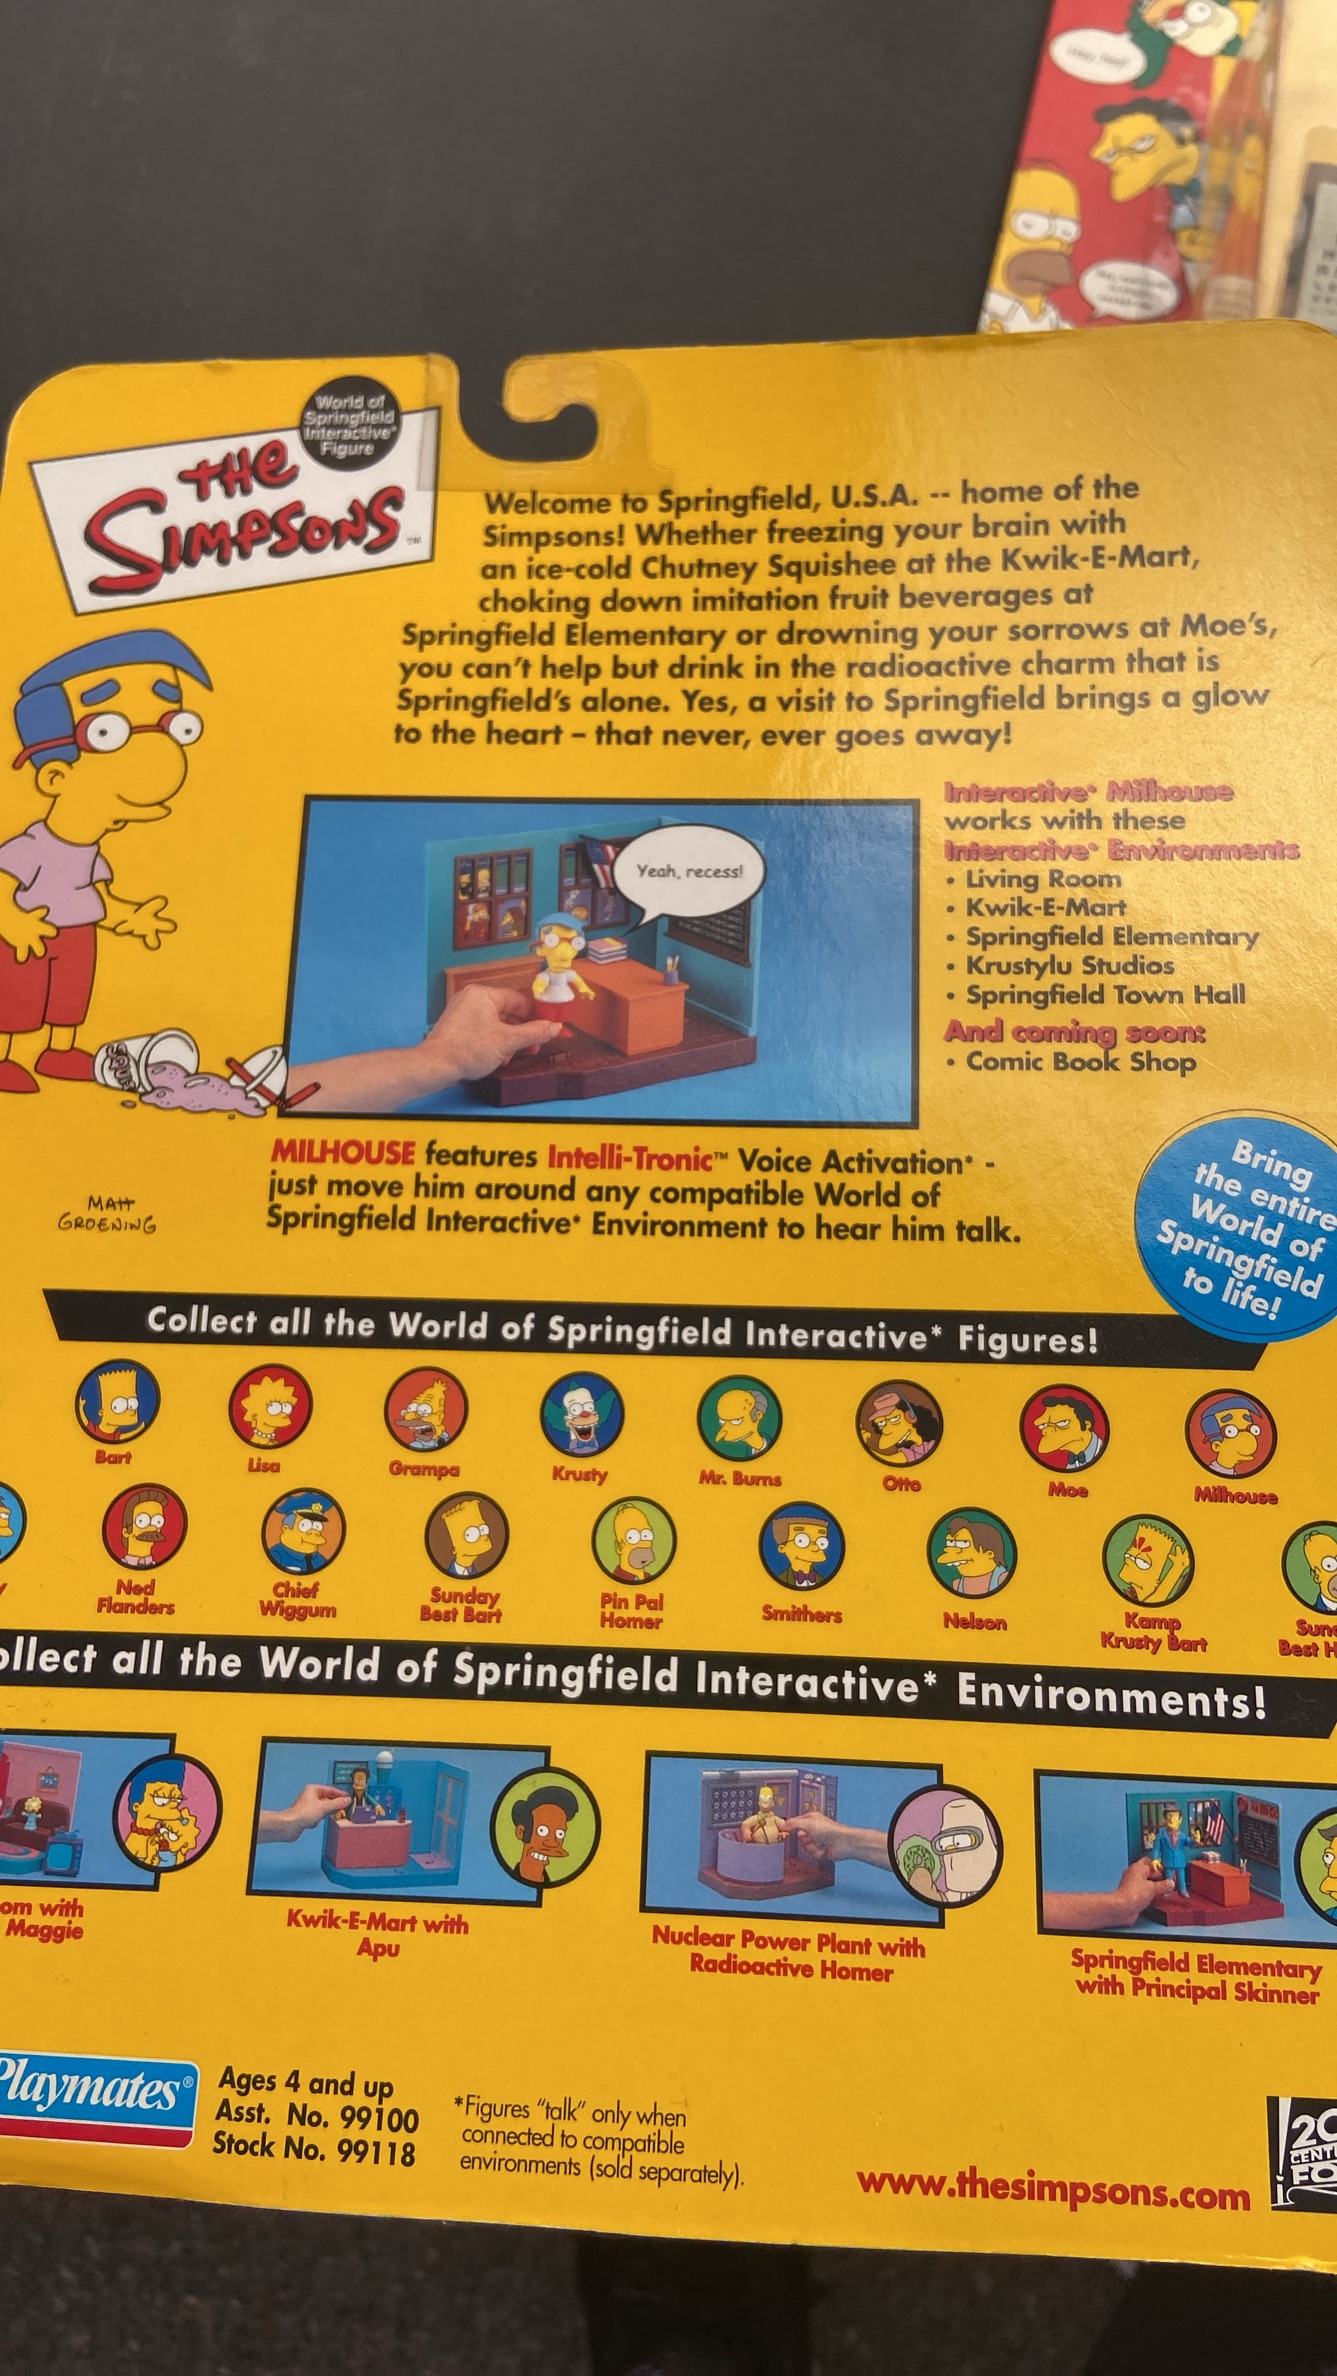 World of
Springfield
Interactive*
Figure
THE
SIMPSONS
TM
Welcome to Springfield, U.S.A. -- home of the
Simpsons! Whether freezing your brain with
an ice-cold Chutney Squishee at the Kwik-E-Mart,
choking down imitation fruit beverages at
Springfield Elementary or drowning your sorrows at Moe's,
you can't help but drink in the radioactive charm that is
Springfield's alone. Yes, a visit to Springfield brings a glow
to the heart – that never, ever goes away!
Yeah, recess!
Interactive* Milhouse
works with these
Interactive* Environments
• Living Room
• Kwik-E-Mart
• Springfield Elementary
• Krustylu Studios
• Springfield Town Hall
And coming soon:
• Comic Book Shop
MILHOUSE features Intelli-Tronic™ Voice Activation* -
just move him around any compatible World of
Springfield Interactive* Environment to hear him talk.
MATT
GROENING
Bring
the entire
World of
Springfield
to life!
Collect all the World of Springfield Interactive* Figures!
Bart
Lisa
Grampa
Krusty
Mr. Burns
Otto
Moe
Milhouse
Ned
Flanders
Chief
Wiggum
Sunday
Best Bart
Pin Pal
Homer
Smithers
Nelson
Kamp
Krusty Bart
Sun
Best H
ollect all the World of Springfield Interactive* Environments!
om with
Maggie
Kwik-E-Mart with
Apu
Nuclear Power Plant with
Radioactive Homer
Springfield Elementary
with Principal Skinner
Playmates®
Ages 4 and up
Asst. No. 99100
Stock No. 99118
*Figures "talk" only when
connected to compatible
environments (sold separately).
www.thesimpsons.com
20
CENT
FO